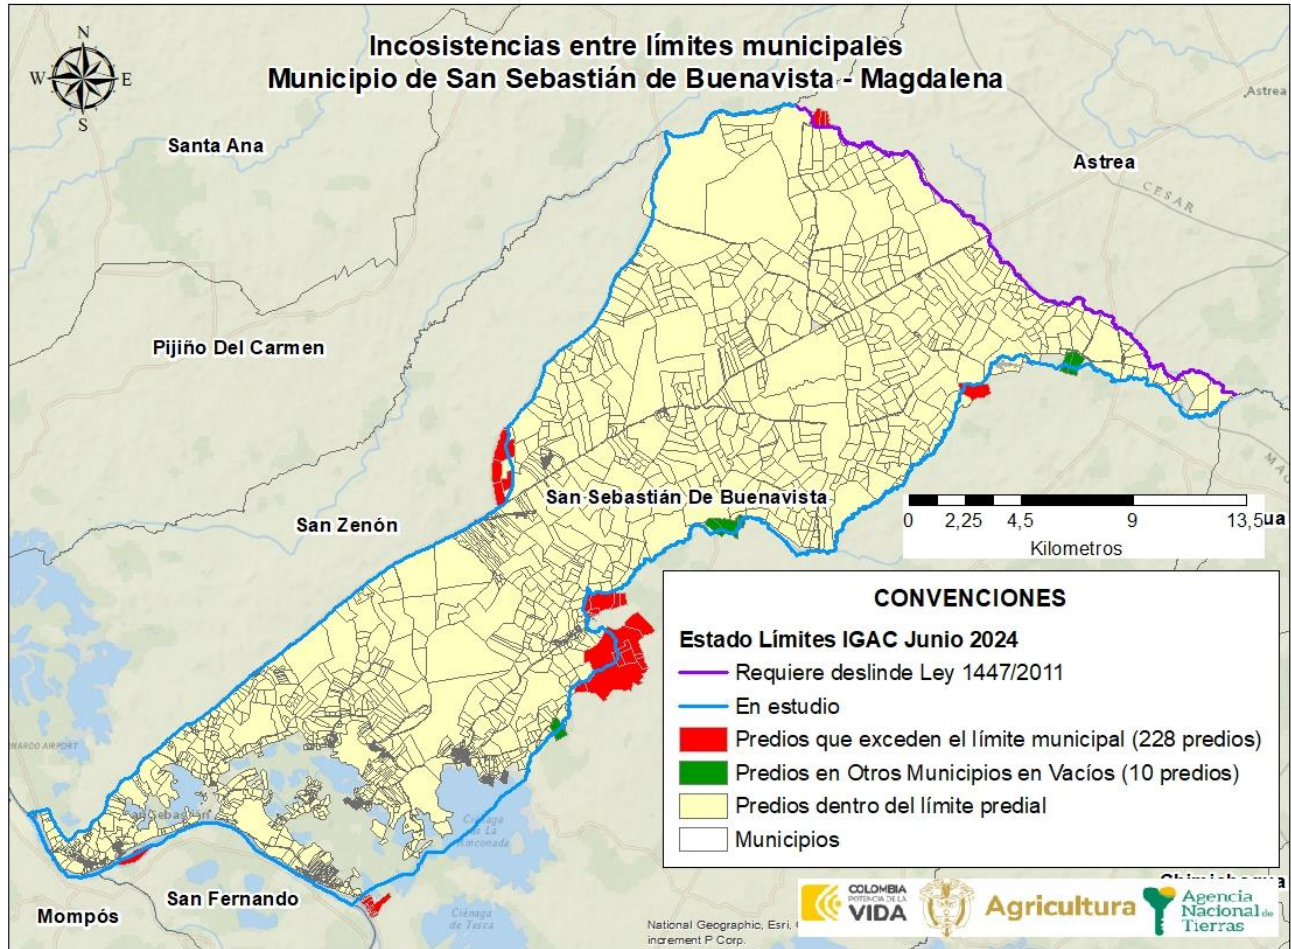 Incosistencias entre límites municipales
Municipio de San Sebastián de Buenavista - Magdalena
N
W E
S
Santa Ana
Astrea
Astrea
CESAR
Pijiño Del Carmen
San Sebastián De Buenavista
San Zenón
0 2,25 4,5 9 13,5
Kilometros
CONVENCIONES
Estado Límites IGAC Junio 2024
Requiere deslinde Ley 1447/2011
En estudio
Predios que exceden el límite municipal (228 predios)
Predios en Otros Municipios en Vacíos (10 predios)
Predios dentro del límite predial
Municipios
AIRPORT
Ciénaga
de La
Rinconada
San Fernando
Mompós
Ciénaga
de Tesca
COLOMBIA
POTENCIA DE LA
VIDA
Agricultura
Agencia
Nacional de
Tierras
National Geographic, Esri,
increment P Corp.